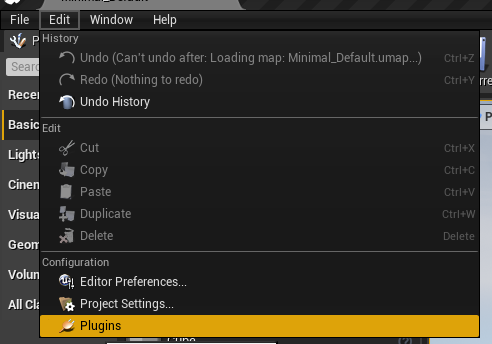 Minimal_Default
File Edit Window Help
History
Undo (Can't undo after: Loading map: Minimal_Default.umap...) Ctrl+Z
Redo (Nothing to redo) Ctrl+Y
Undo History
Edit
Cut Ctrl+X
Copy Ctrl+C
Paste Ctrl+V
Duplicate Ctrl+W
Delete Delete
Configuration
Editor Preferences...
Project Settings...
Plugins
Sear
Recen
Basic
Lights
Cinem
Visua
Geom
Volum
All Cla